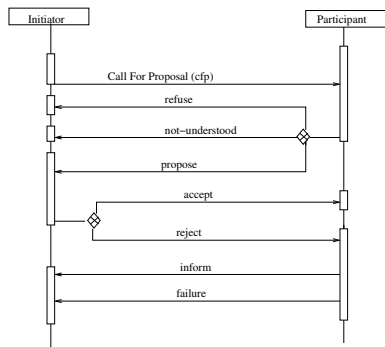 Initiator
Participant
Call For Proposal (cfp)
refuse
not-understood
propose
accept
reject
inform
failure